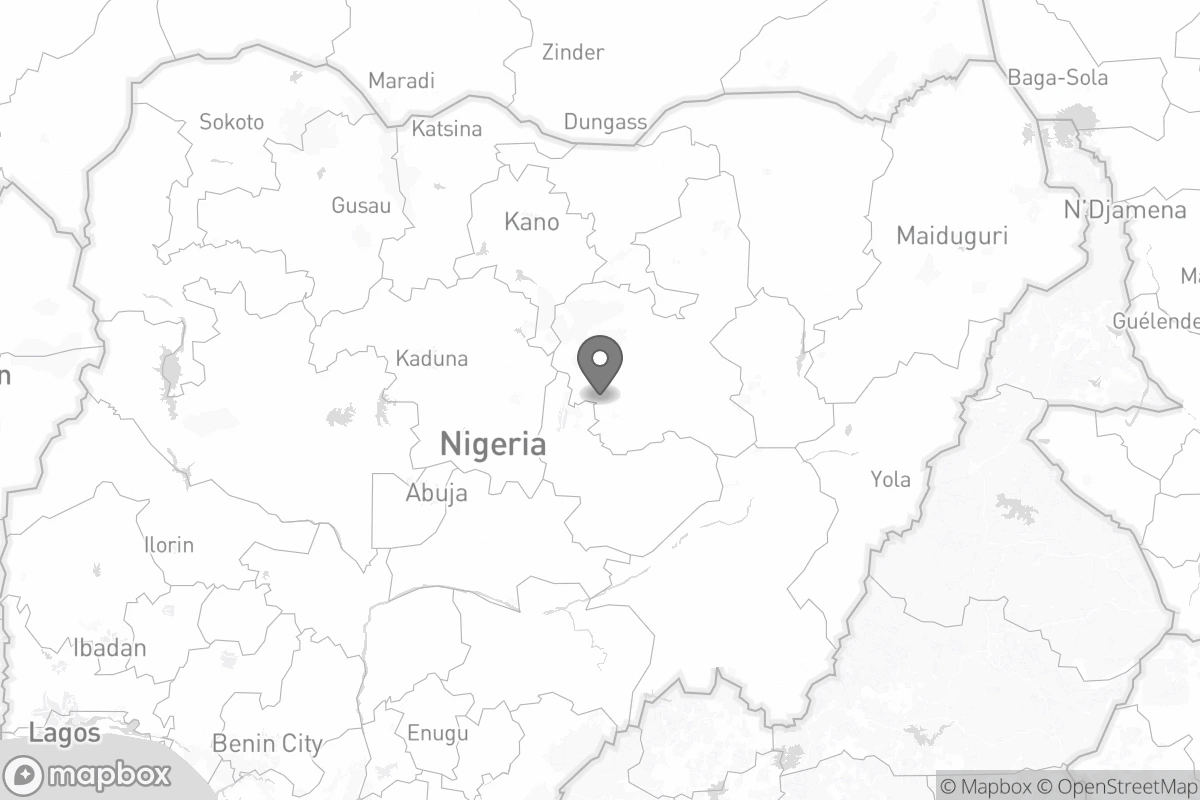 Zinder
Baga-Sola
Maradi
Sokoto
Katsina
Dungass
Gusau
Kano
N'Djamena
Maiduguri
Ma
Guélende
Kaduna
n
Nigeria
Abuja
Yola
Ilorin
Ibadan
Lagos
Benin City
Enugu
mapbox
© Mapbox © OpenStreetMap